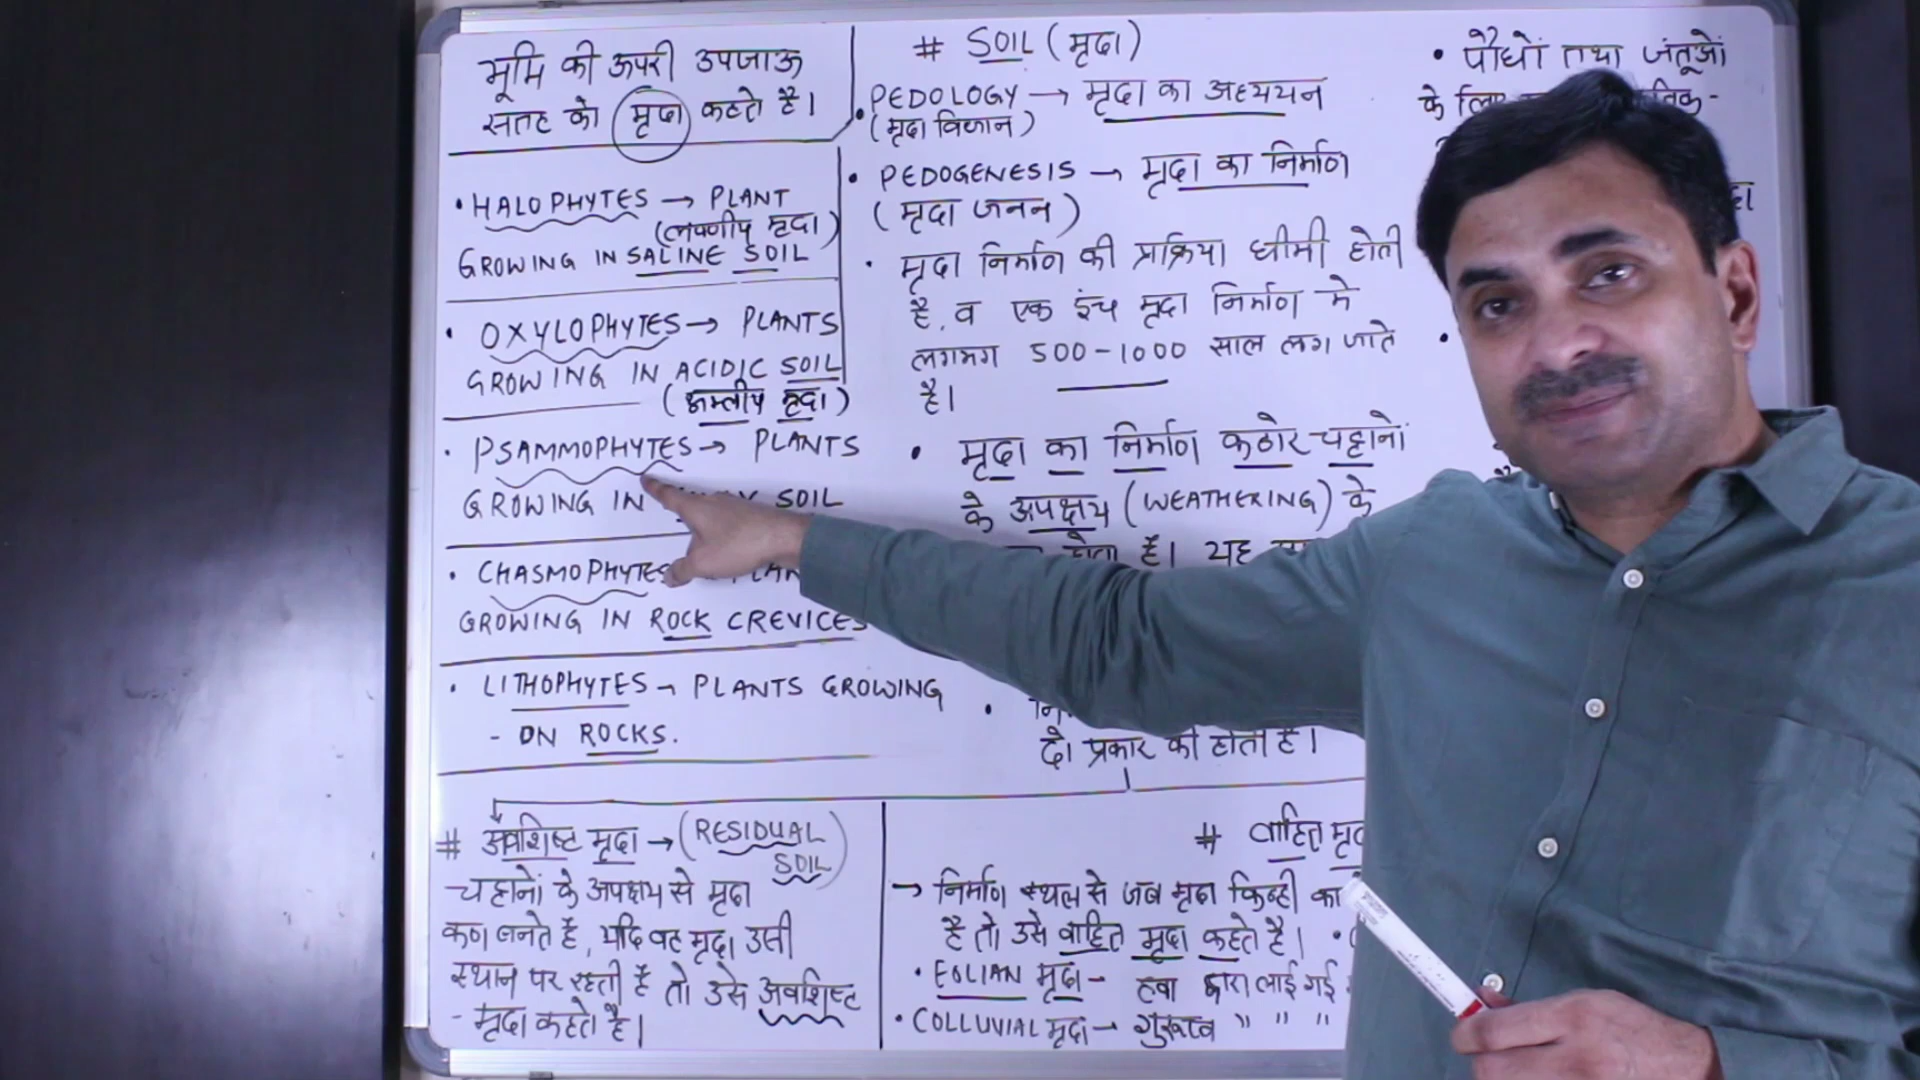 भूमि की ऊपरी उपजाऊ
सतह को मृदा कहते है।
• HALOPHYTES → PLANT
(लवणीय मृदा)
GROWING IN SALINE SOIL
• OXYLOPHYTES → PLANTS
GROWING IN ACIDIC SOIL
(अम्लीय मृदा)
• PSAMMOPHYTES → PLANTS
GROWING IN SOIL
• CHASMOPHYTES
GROWING IN ROCK CREVICES
• LITHOPHYTES → PLANTS GROWING
- ON ROCKS.
# SOIL (मृदा)
• PEDOLOGY → मृदा का अध्ययन
(मृदा विज्ञान)
• PEDOGENESIS → मृदा का निर्माण
(मृदा जनन)
• मृदा निर्माण की प्रक्रिया धीमी होती
है, व एक इंच मृदा निर्माण मे
लगभग 500-1000 साल लग जाते
है।
• मृदा का निर्माण कठोर चट्टानों
के अपक्षय (WEATHERING) के
होता है। यह
दो प्रकार की होती है।
• पौधों तथा जंतूओं
के लिए
# अवशिष्ट मृदा → (RESIDUAL
SOIL)
चट्टानों के अपक्षय से मृदा
कण बनते है, यदि वह मृदा उसी
स्थान पर रहती है तो उसे अवशिष्ट
- मृदा कहते है।
# वाहित
→ निर्माण स्थल से जब मृदा किन्ही
है तो उसे वाहित मृदा कहते है। •
• EOLIAN मृदा - हवा द्वारा लाई गई
• COLLUVIAL मृदा → गुरूत्व " " "